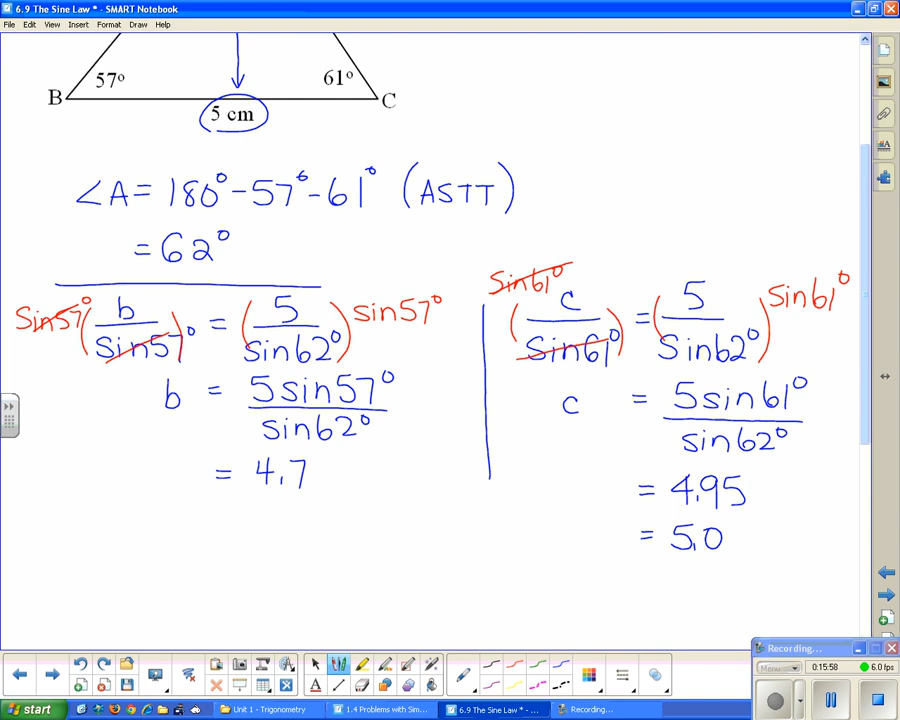 6.9 The Sine Law * - SMART Notebook
File Edit View Insert Format Draw Help
57° 61°
B C
5 cm
∠A = 180° - 57° - 61° (ASTT)
= 62°
Sin57° ( b / Sin57° ) = ( 5 / Sin62° ) sin57°
b = 5sin57° / sin62°
= 4.7
Sin61° ( c / Sin61° ) = ( 5 / Sin62° ) Sin61°
c = 5sin61° / sin62°
= 4.95
= 5.0
Recording...
Menu
0:15:58
6.0 fps
start
Unit 1 - Trigonometry
1.4 Problems with Sim...
6.9 The Sine Law * - ...
Recording...